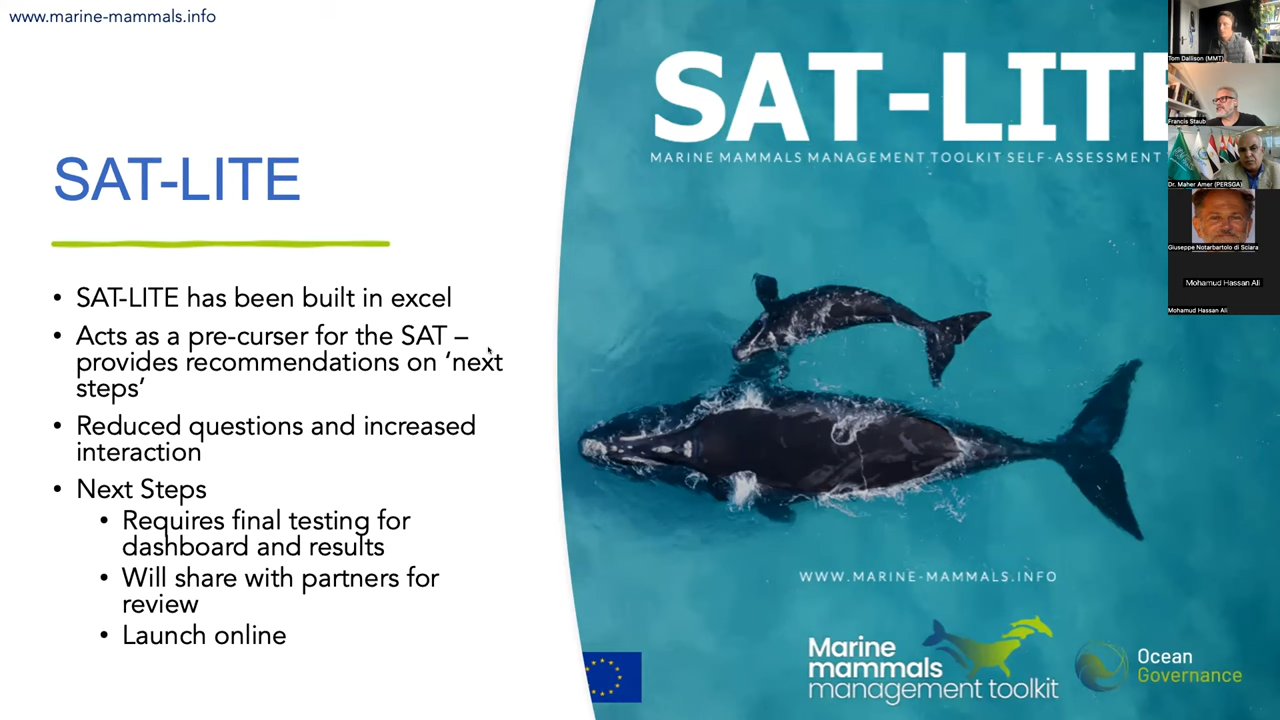 www.marine-mammals.info
SAT-LITE
• SAT-LITE has been built in excel
• Acts as a pre-curser for the SAT –
provides recommendations on ‘next
steps’
• Reduced questions and increased
interaction
• Next Steps
• Requires final testing for
dashboard and results
• Will share with partners for
review
• Launch online
SAT-LITE
MARINE MAMMALS MANAGEMENT TOOLKIT SELF-ASSESSMENT
WWW.MARINE-MAMMALS.INFO
Marine
mammals
management toolkit
Ocean
Governance
Tom Dallison (MMT)
Francis Staub
Dr. Maher Amer (PERSGA)
Giuseppe Notarbartolo di Sciara
Mohamud Hassan Ali
Mohamud Hassan Ali